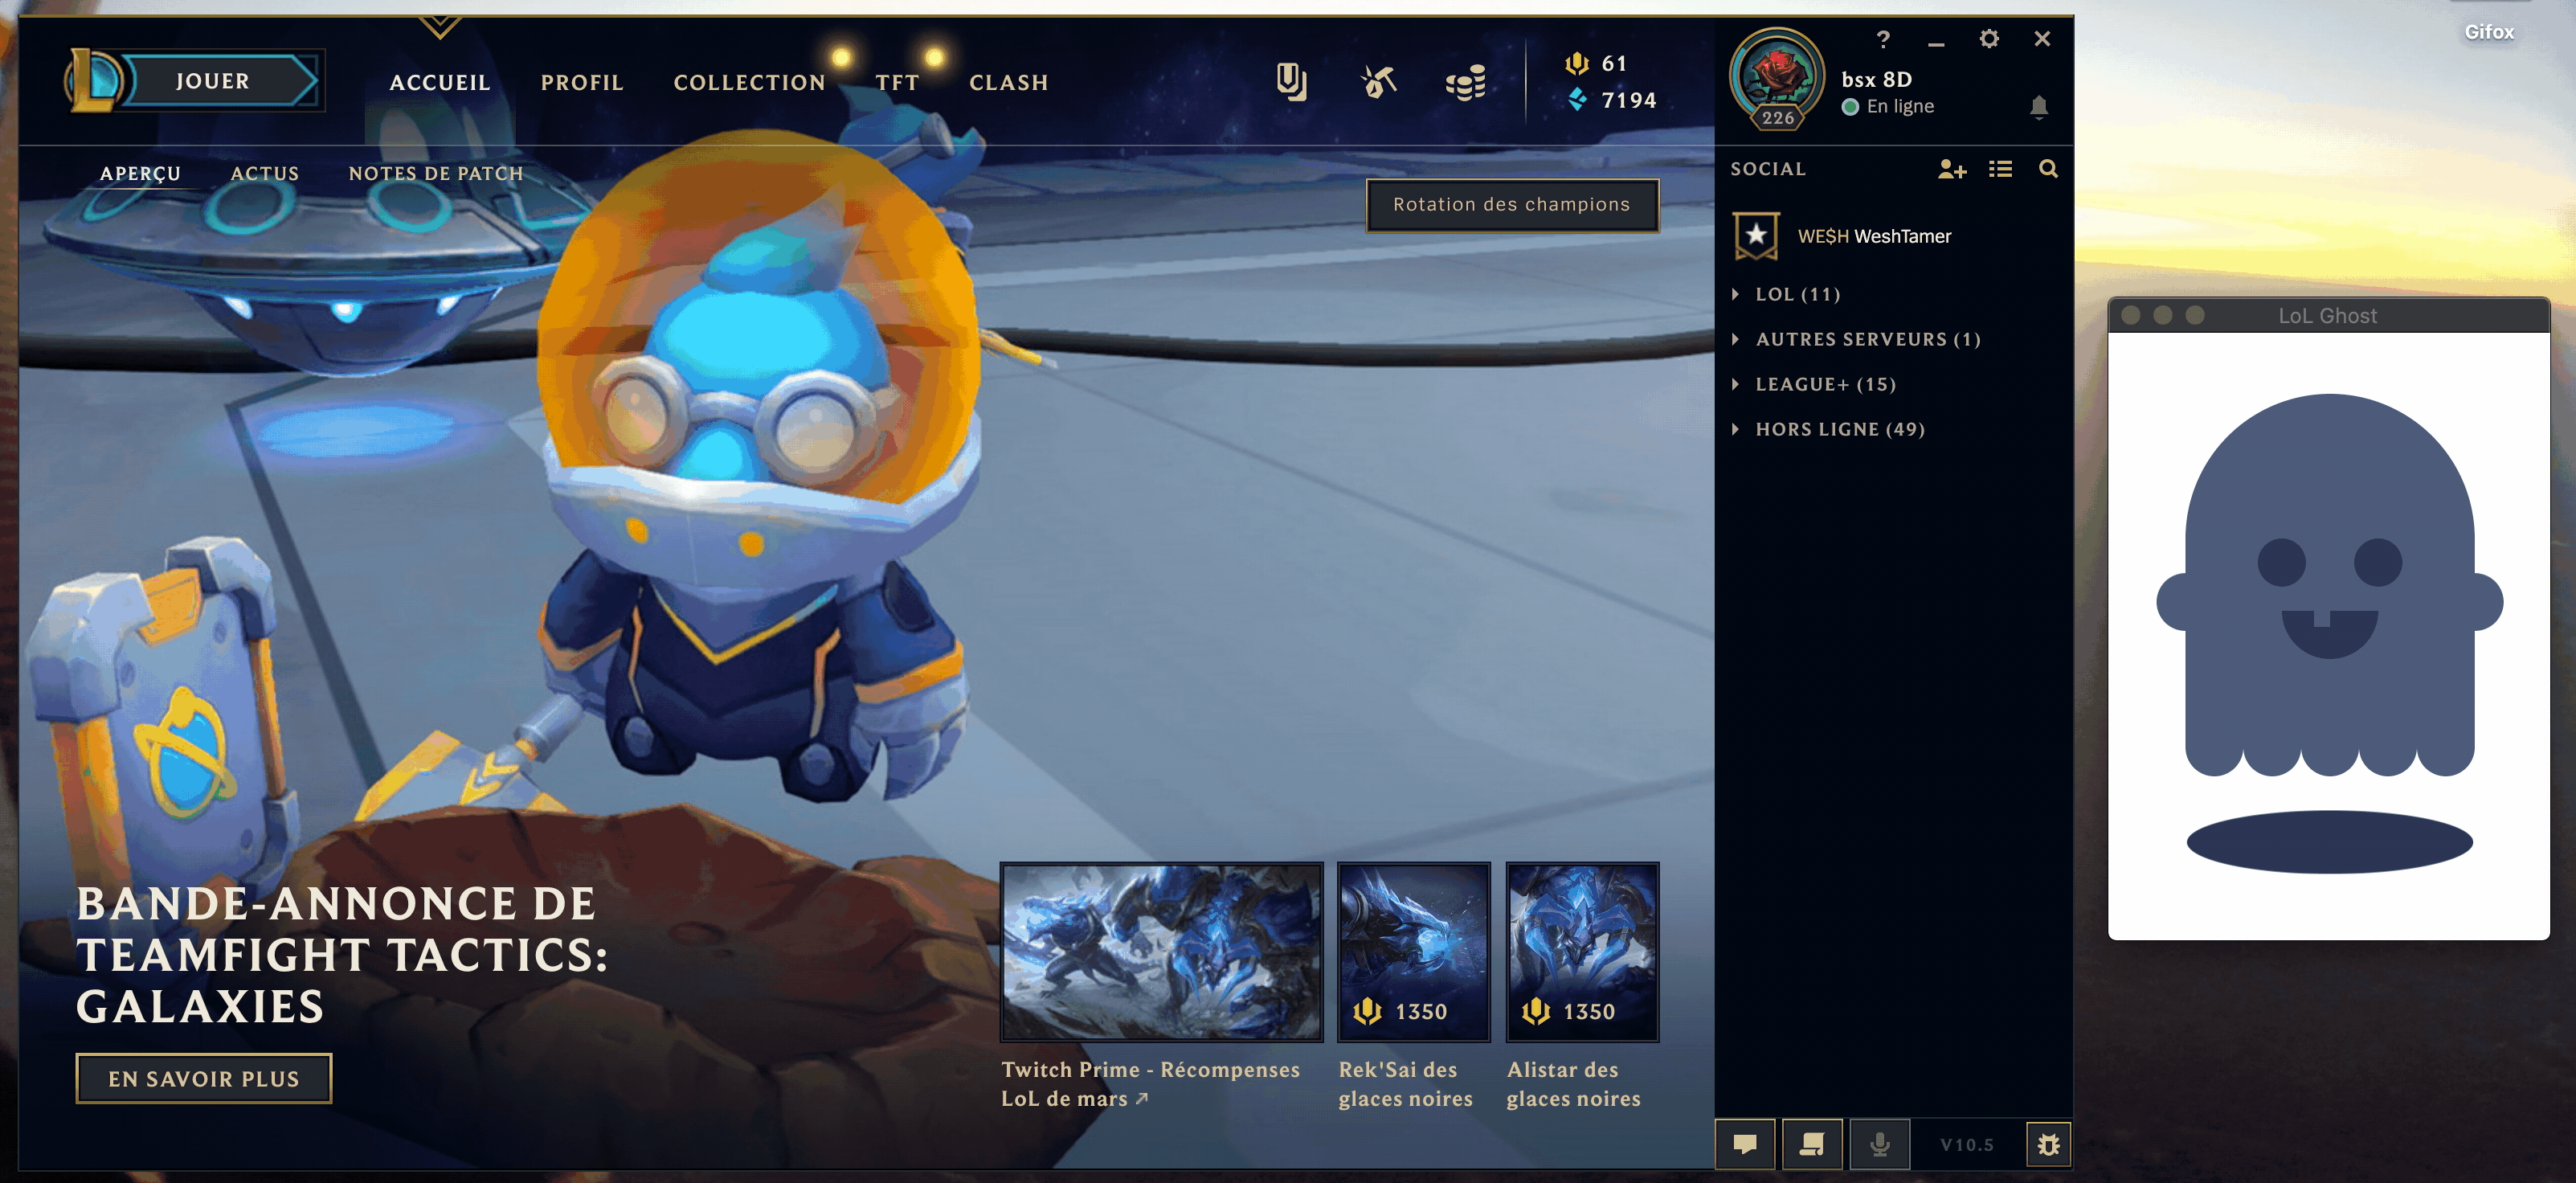 Gifox
JOUER
ACCUEIL
PROFIL
COLLECTION
TFT
CLASH
61
7194
?
bsx 8D
En ligne
226
APERÇU
ACTUS
NOTES DE PATCH
Rotation des champions
SOCIAL
WE$H WeshTamer
LOL (11)
AUTRES SERVEURS (1)
LEAGUE+ (15)
HORS LIGNE (49)
LoL Ghost
BANDE-ANNONCE DE
TEAMFIGHT TACTICS:
GALAXIES
EN SAVOIR PLUS
1350
1350
Twitch Prime - Récompenses
LoL de mars
Rek'Sai des
glaces noires
Alistar des
glaces noires
V10.5